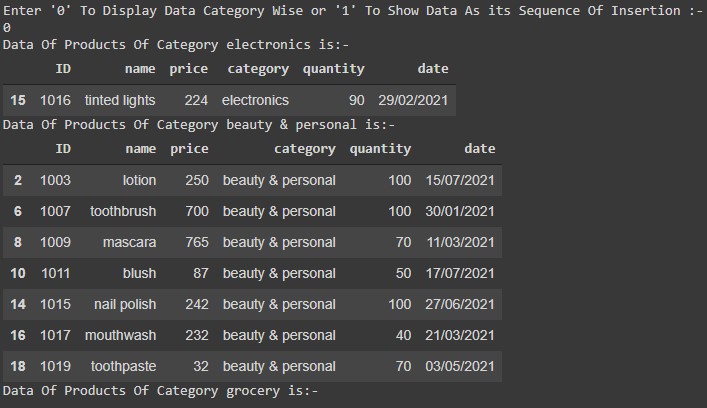 Enter '0' To Display Data Category Wise or '1' To Show Data As its Sequence Of Insertion :-
0
Data Of Products Of Category electronics is:-
ID name price category quantity date
15 1016 tinted lights 224 electronics 90 29/02/2021
Data Of Products Of Category beauty & personal is:-
ID name price category quantity date
2 1003 lotion 250 beauty & personal 100 15/07/2021
6 1007 toothbrush 700 beauty & personal 100 30/01/2021
8 1009 mascara 765 beauty & personal 70 11/03/2021
10 1011 blush 87 beauty & personal 50 17/07/2021
14 1015 nail polish 242 beauty & personal 100 27/06/2021
16 1017 mouthwash 232 beauty & personal 40 21/03/2021
18 1019 toothpaste 32 beauty & personal 70 03/05/2021
Data Of Products Of Category grocery is:-